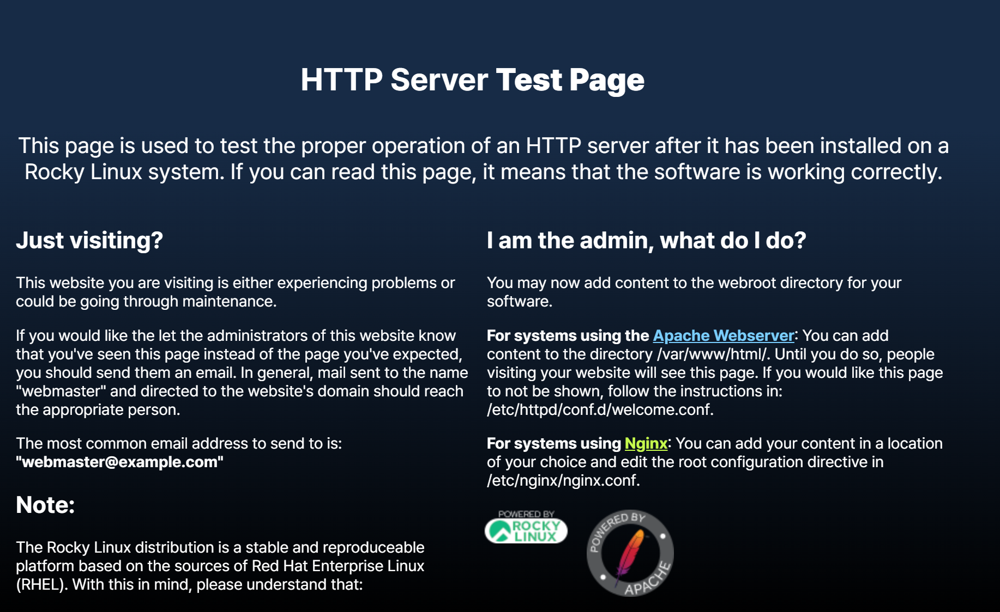 HTTP Server Test Page
This page is used to test the proper operation of an HTTP server after it has been installed on a
Rocky Linux system. If you can read this page, it means that the software is working correctly.
Just visiting?
This website you are visiting is either experiencing problems or
could be going through maintenance.
If you would like the let the administrators of this website know
that you've seen this page instead of the page you've expected,
you should send them an email. In general, mail sent to the name
"webmaster" and directed to the website's domain should reach
the appropriate person.
The most common email address to send to is:
"webmaster@example.com"
Note:
The Rocky Linux distribution is a stable and reproduceable
platform based on the sources of Red Hat Enterprise Linux
(RHEL). With this in mind, please understand that:
I am the admin, what do I do?
You may now add content to the webroot directory for your
software.
For systems using the Apache Webserver: You can add
content to the directory /var/www/html/. Until you do so, people
visiting your website will see this page. If you would like this page
to not be shown, follow the instructions in:
/etc/httpd/conf.d/welcome.conf.
For systems using Nginx: You can add your content in a location
of your choice and edit the root configuration directive in
/etc/nginx/nginx.conf.
POWERED BY
ROCKY
LINUX
POWERED BY
APACHE